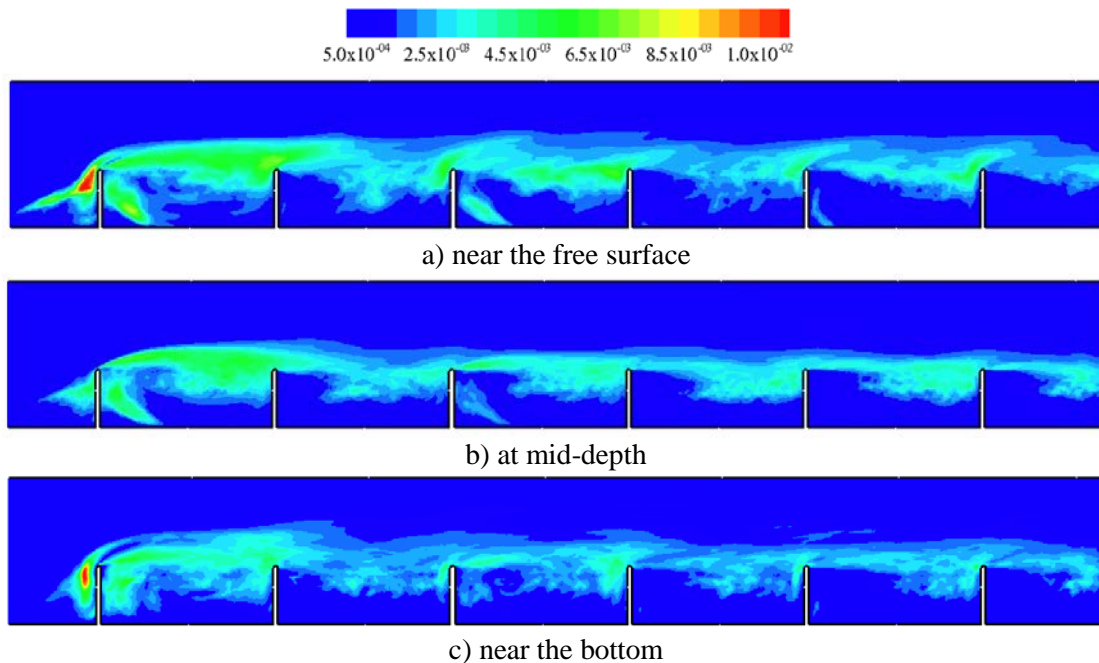 5.0x10⁻⁰⁴ 2.5x10⁻⁰³ 4.5x10⁻⁰³ 6.5x10⁻⁰³ 8.5x10⁻⁰³ 1.0x10⁻⁰²
a) near the free surface
b) at mid-depth
c) near the bottom